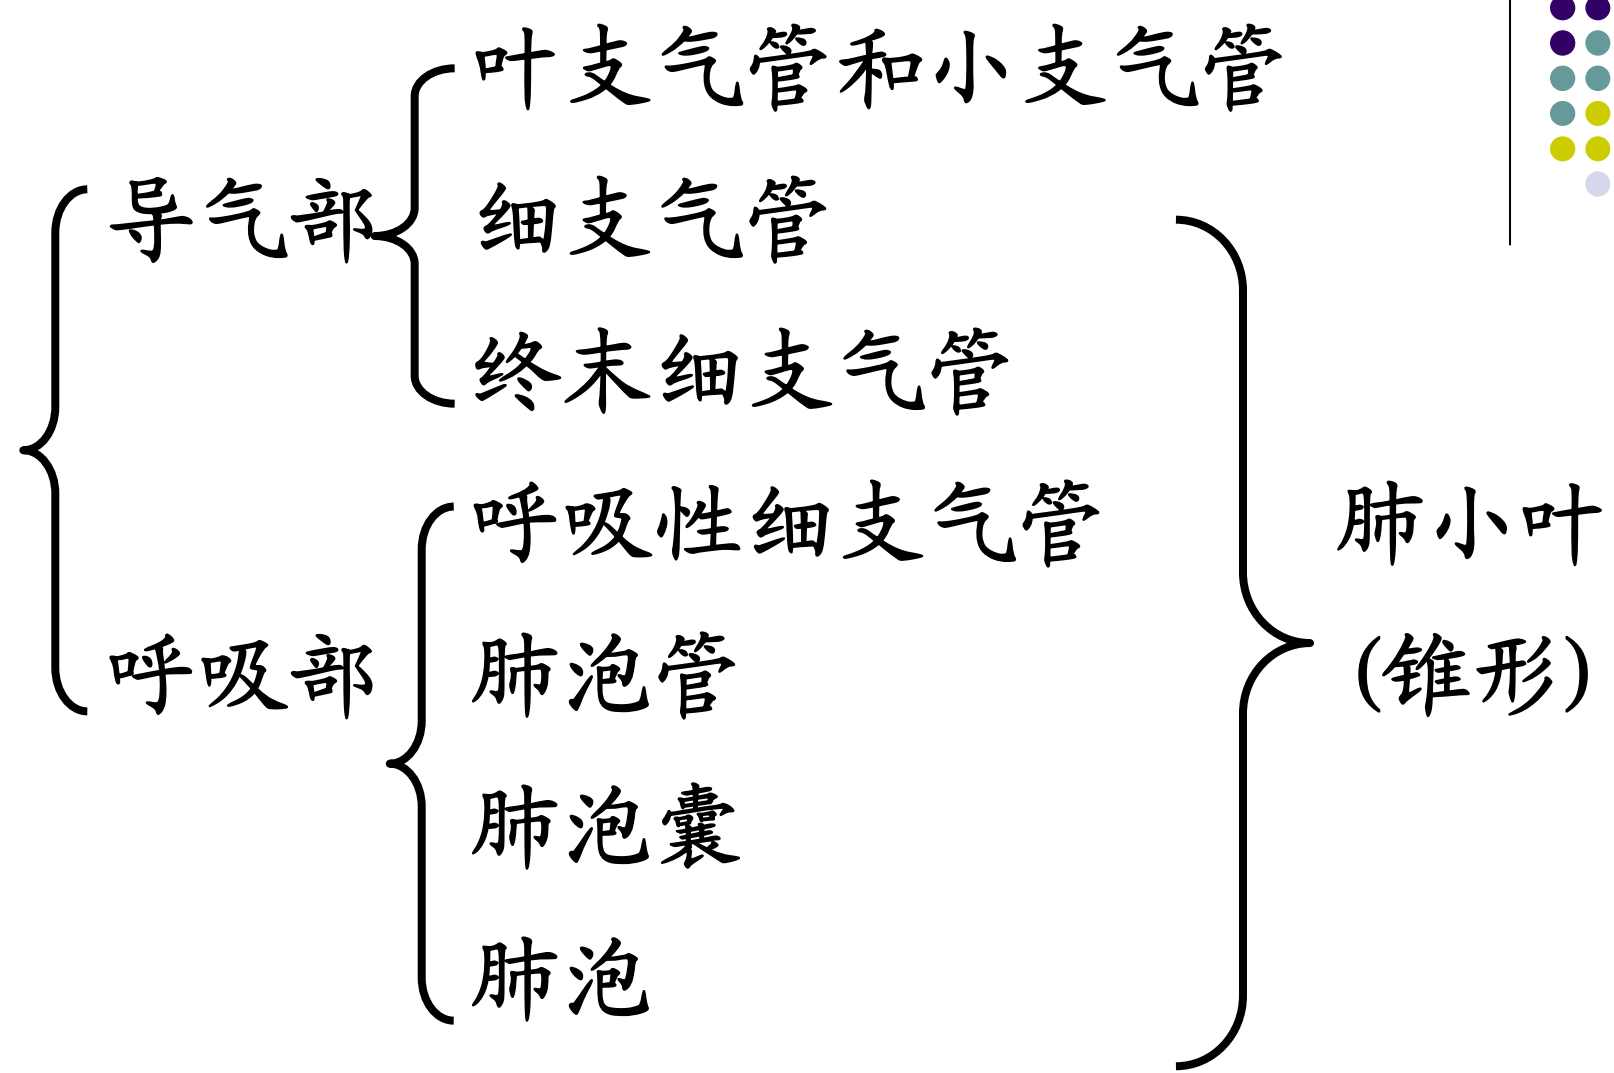 叶支气管和小支气管
导气部
细支气管
终末细支气管
呼吸性细支气管
肺小叶
呼吸部
肺泡管
(锥形)
肺泡囊
肺泡